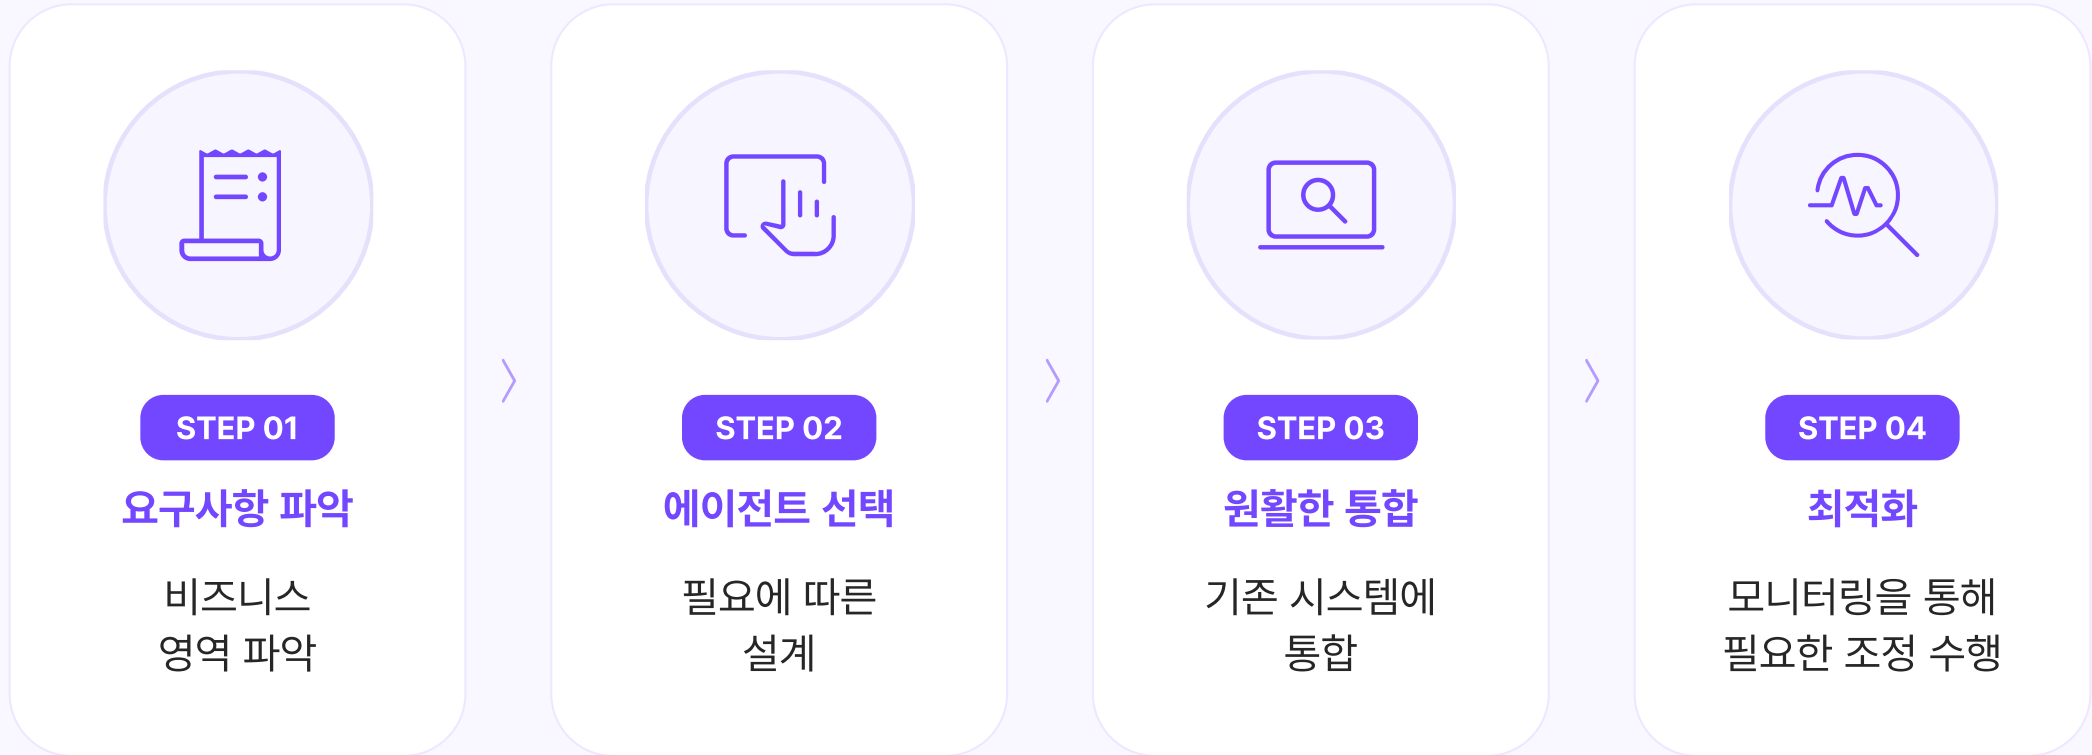 STEP 01
요구사항 파악
비즈니스
영역 파악
STEP 02
에이전트 선택
필요에 따른
설계
STEP 03
원활한 통합
기존 시스템에
통합
STEP 04
최적화
모니터링을 통해
필요한 조정 수행